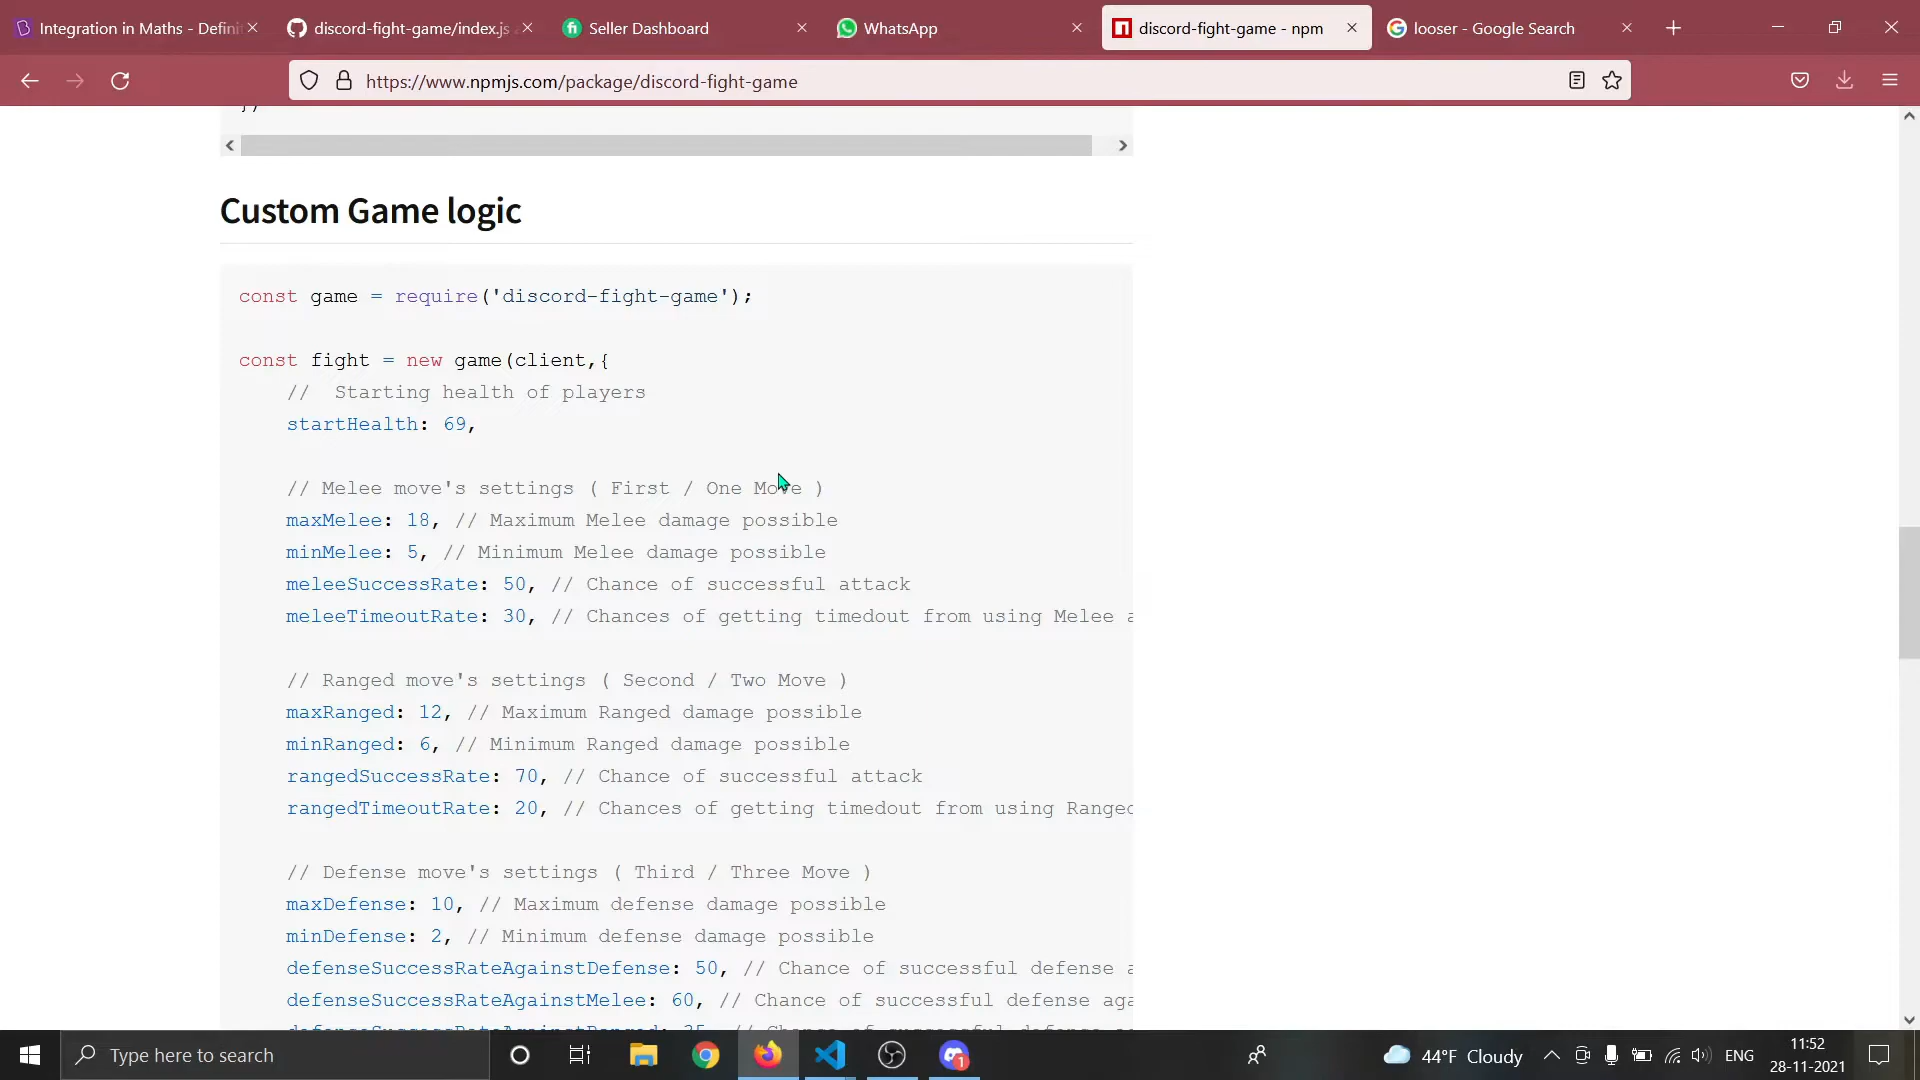 Integration in Maths - Definit
discord-fight-game/index.js
Seller Dashboard
WhatsApp
discord-fight-game - npm
looser - Google Search
https://www.npmjs.com/package/discord-fight-game
})
Custom Game logic
const game = require('discord-fight-game');
const fight = new game(client,{
//  Starting health of players
startHealth: 69,
// Melee move's settings ( First / One Move )
maxMelee: 18, // Maximum Melee damage possible
minMelee: 5, // Minimum Melee damage possible
meleeSuccessRate: 50, // Chance of successful attack
meleeTimeoutRate: 30, // Chances of getting timedout from using Melee a
// Ranged move's settings ( Second / Two Move )
maxRanged: 12, // Maximum Ranged damage possible
minRanged: 6, // Minimum Ranged damage possible
rangedSuccessRate: 70, // Chance of successful attack
rangedTimeoutRate: 20, // Chances of getting timedout from using Ranged
// Defense move's settings ( Third / Three Move )
maxDefense: 10, // Maximum defense damage possible
minDefense: 2, // Minimum defense damage possible
defenseSuccessRateAgainstDefense: 50, // Chance of successful defense a
defenseSuccessRateAgainstMelee: 60, // Chance of successful defense aga
Type here to search
1
44°F Cloudy
ENG
11:52
28-11-2021